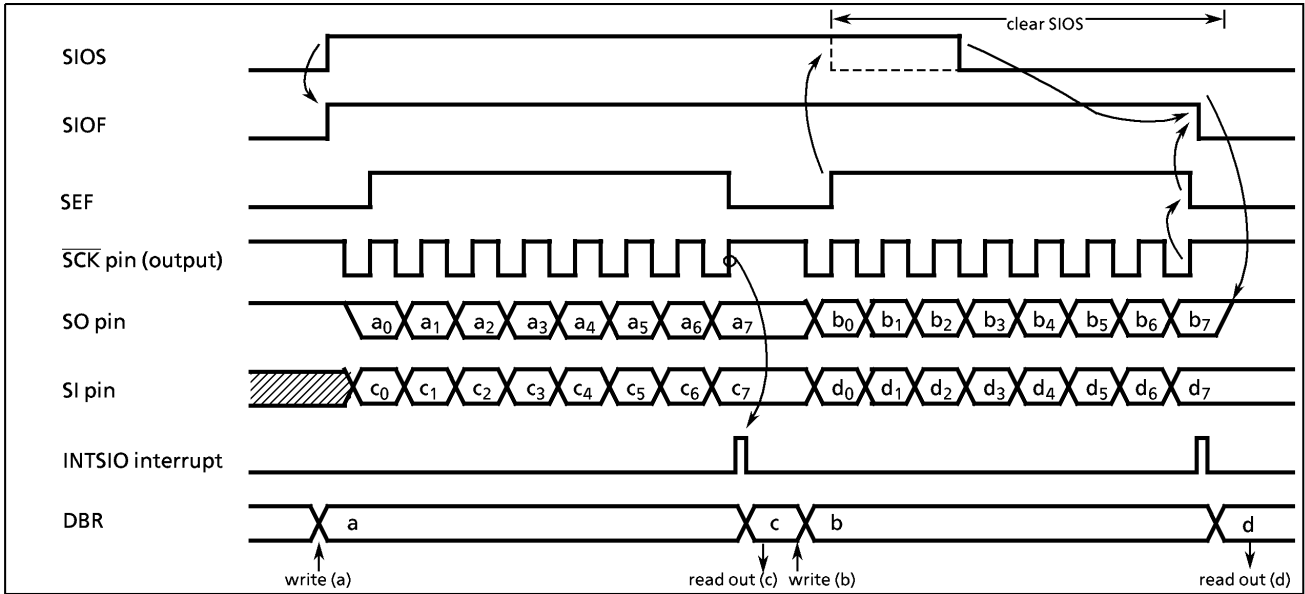 clear SIOS
SIOS
SIOF
SEF
SCK pin (output)
SO pin a0 a1 a2 a3 a4 a5 a6 a7 b0 b1 b2 b3 b4 b5 b6 b7
SI pin c0 c1 c2 c3 c4 c5 c6 c7 d0 d1 d2 d3 d4 d5 d6 d7
INTSIO interrupt
DBR a c b d
write (a) read out (c) write (b) read out (d)